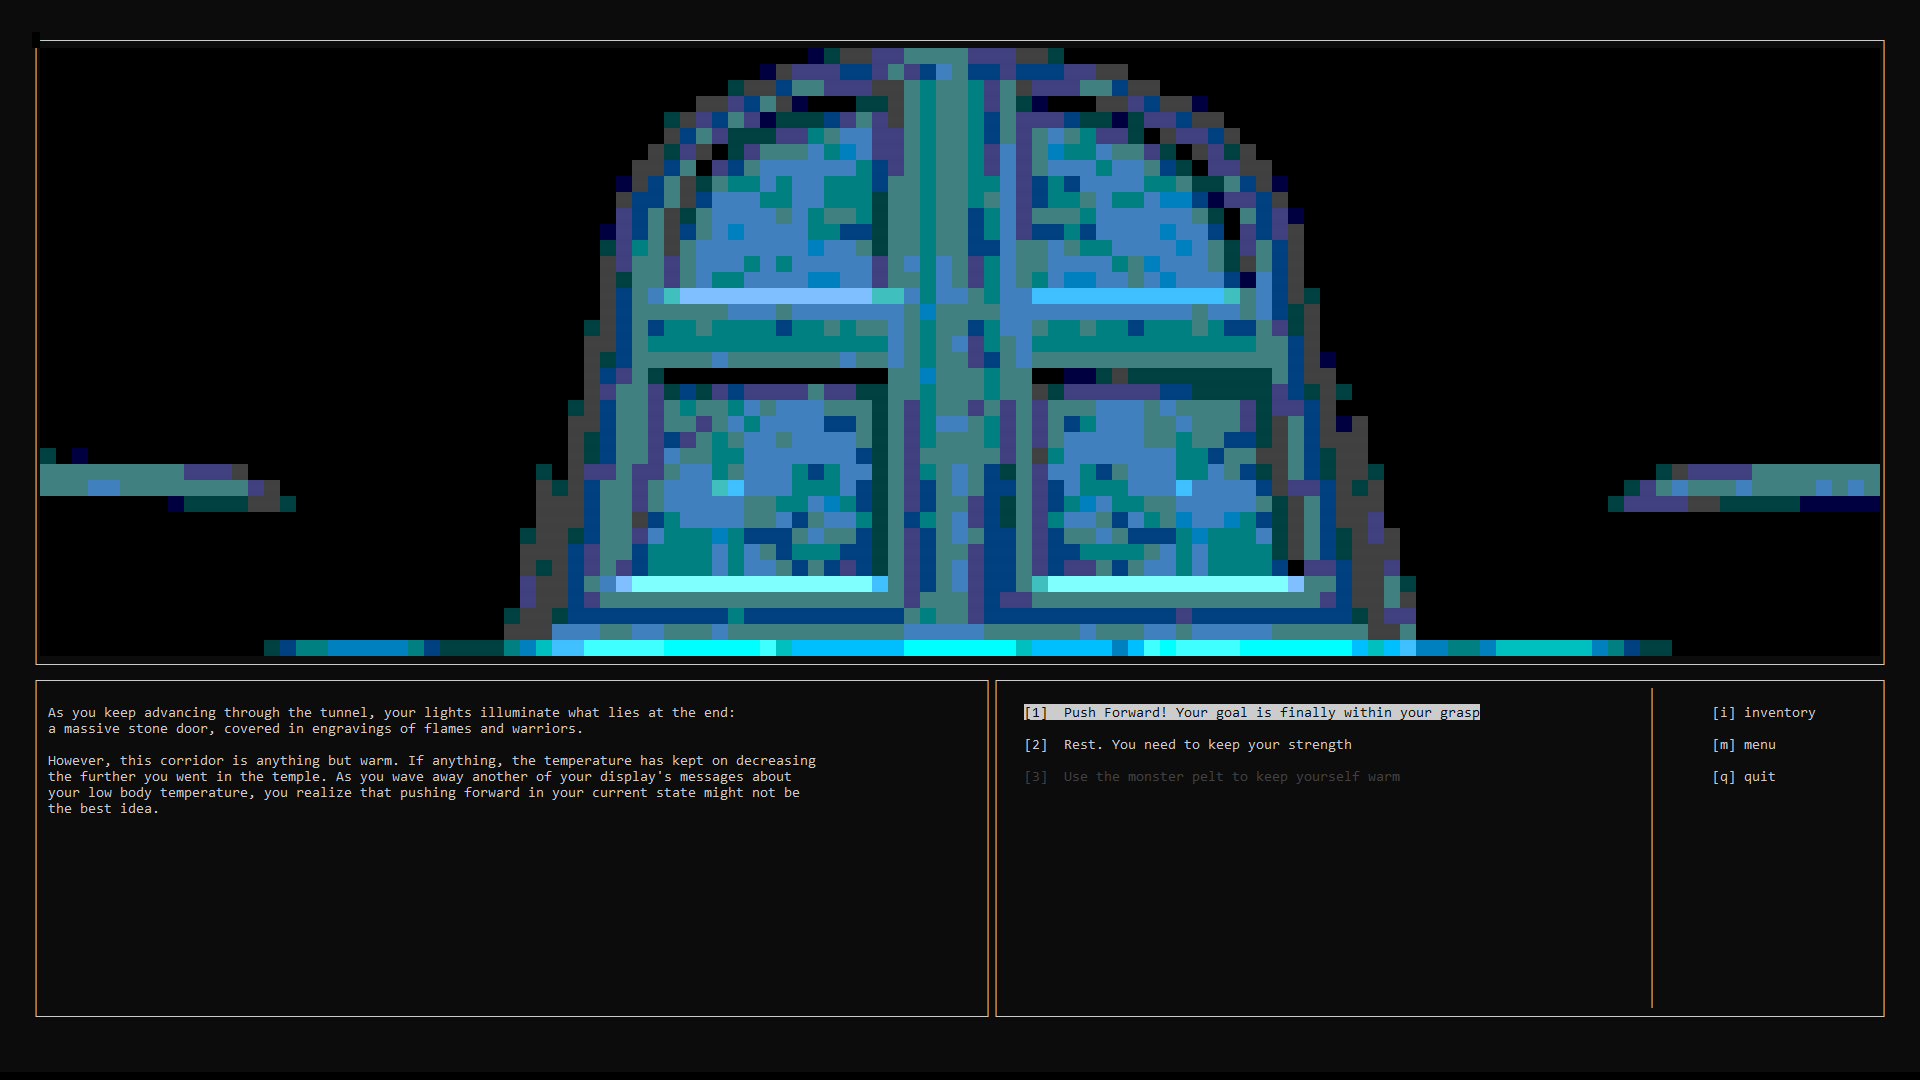 As you keep advancing through the tunnel, your lights illuminate what lies at the end:
a massive stone door, covered in engravings of flames and warriors.
However, this corridor is anything but warm. If anything, the temperature has kept on decreasing
the further you went in the temple. As you wave away another of your display's messages about
your low body temperature, you realize that pushing forward in your current state might not be
the best idea.
[1] Push Forward! Your goal is finally within your grasp
[2] Rest. You need to keep your strength
[3] Use the monster pelt to keep yourself warm
[i] inventory
[m] menu
[q] quit